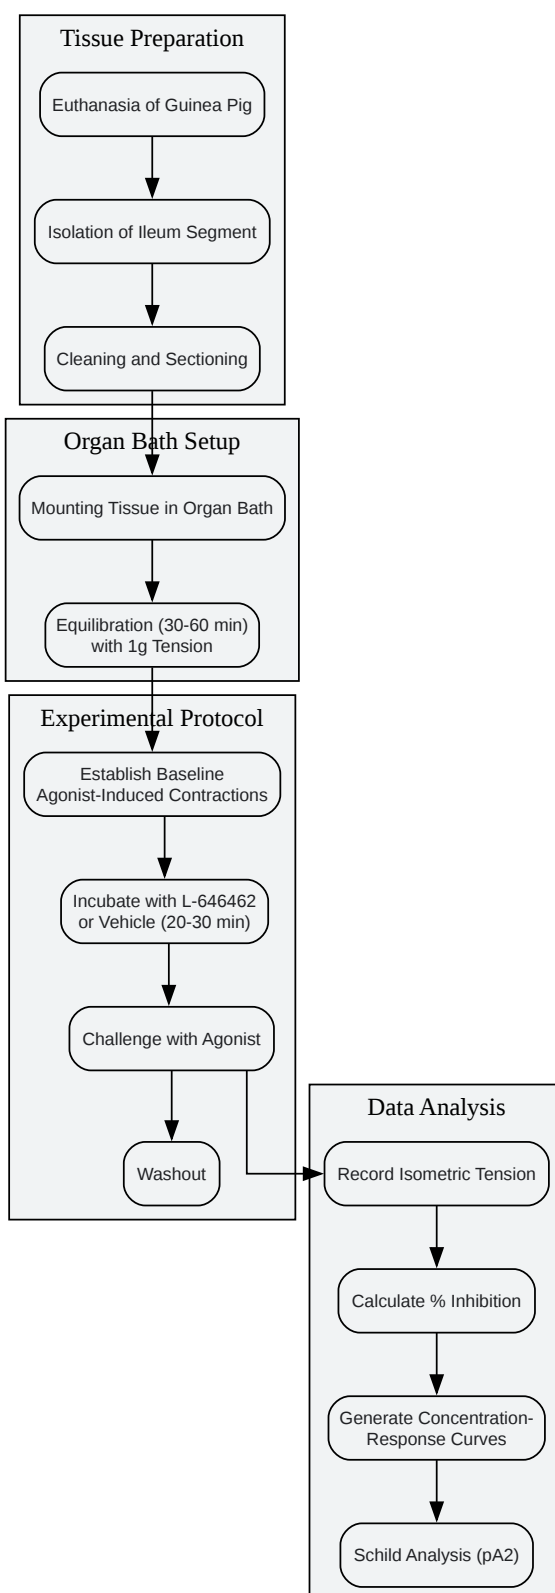 Tissue Preparation
Euthanasia of Guinea Pig
Isolation of Ileum Segment
Cleaning and Sectioning
Organ Bath Setup
Mounting Tissue in Organ Bath
Equilibration (30-60 min)
with 1g Tension
Experimental Protocol
Establish Baseline
Agonist-Induced Contractions
Incubate with L-646462
or Vehicle (20-30 min)
Challenge with Agonist
Washout
Data Analysis
Record Isometric Tension
Calculate % Inhibition
Generate Concentration-
Response Curves
Schild Analysis (pA2)